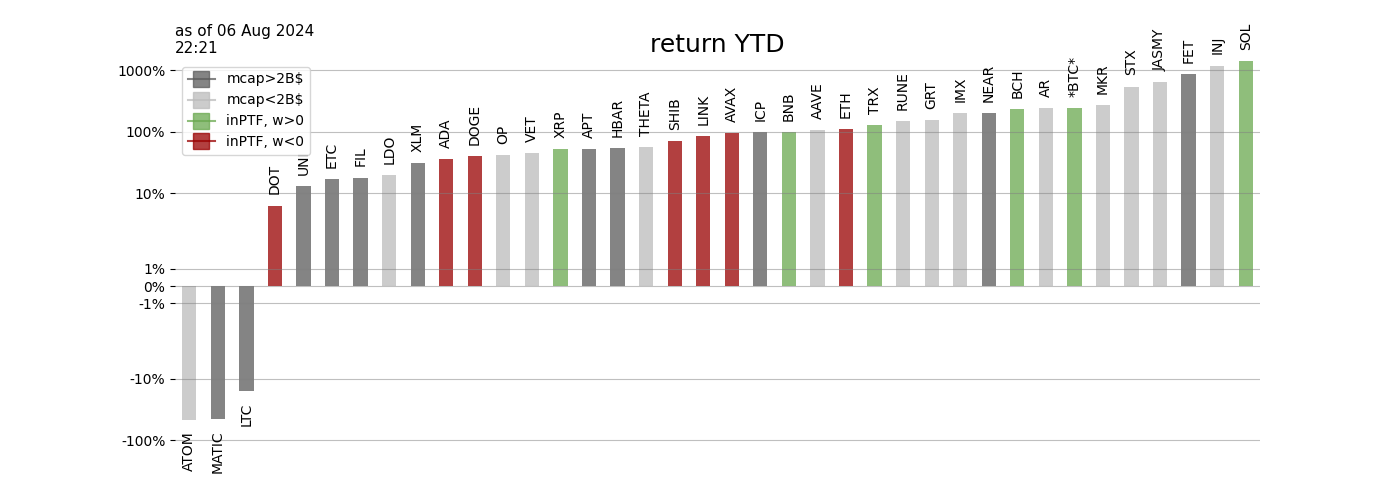 as of 06 Aug 2024
22:21
return YTD
mcap>2B$
mcap<2B$
inPTF, w>0
inPTF, w<0
1000%
100%
10%
1%
0%
-1%
-10%
-100%
ATOM
MATIC
LTC
DOT
UN
ETC
FIL
LDO
XLM
ADA
DOGE
OP
VET
XRP
APT
HBAR
THETA
SHIB
LINK
AVAX
ICP
BNB
AAVE
ETH
TRX
RUNE
GRT
IMX
NEAR
BCH
AR
*BTC*
MKR
STX
JASMY
FET
INJ
SOL